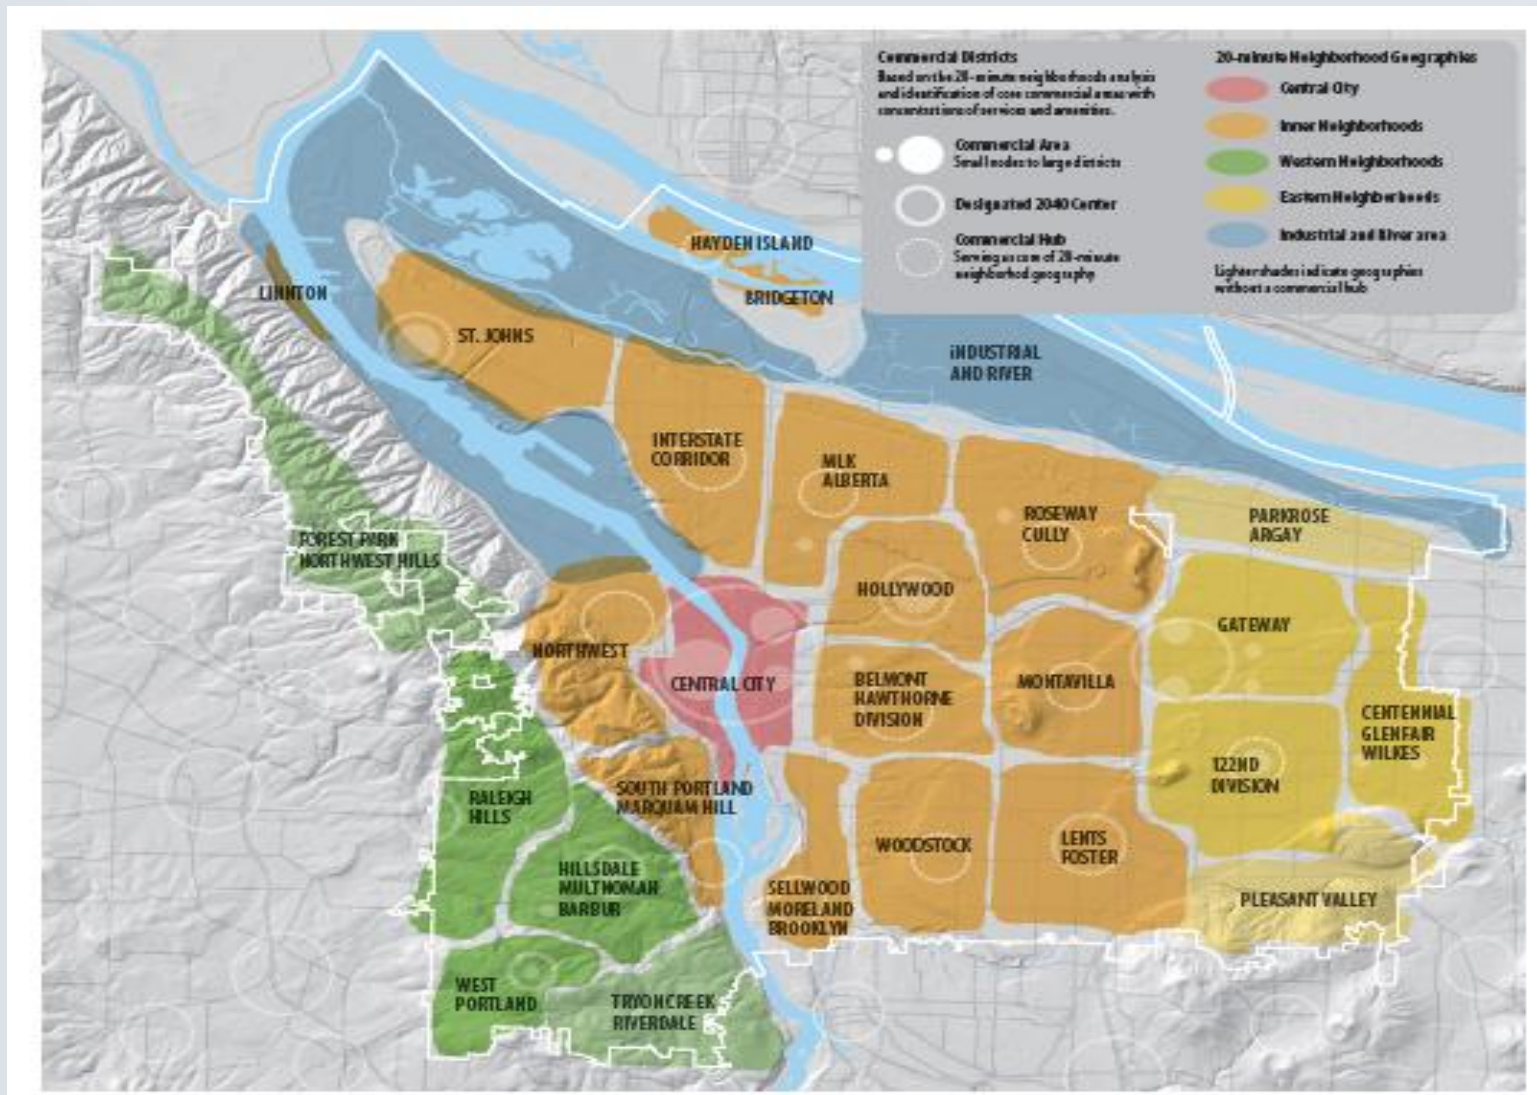 Commercial Districts
Based on the 20-minute neighborhoods analysis
and identification of core commercial areas with
concentrations of services and amenities.
Commercial Area
Small nodes to large districts
Designated 2040 Center
Commercial Hub
Serving as core of 20-minute
neighborhod geography
20-minute Neighborhood Geographies
Central City
Inner Neighborhoods
Western Neighborhoods
Eastern Neighborhoods
Industrial and River area
Lighter shades indicate geographies
without a commercial hub
HAYDEN ISLAND
BRIDGETON
LINNTON
ST. JOHNS
iNDUSTRIAL
AND RIVER
INTERSTATE
CORRIDOR
MLK
ALBERTA
ROSEWAY
CULLY
PARKROSE
ARGAY
FOREST PARK
NORTHWEST HILLS
HOLLYWOOD
GATEWAY
NORTHWEST
CENTRAL CITY
BELMONT
HAWTHORNE
DIVISION
MONTAVILLA
CENTENNIAL
GLENFAIR
WILKES
122ND
DIVISION
RALEIGH
HILLS
SOUTH PORTLAND
MARQUAM HILL
WOODSTOCK
LENTS
FOSTER
HILLSDALE
MULTNOMAH
BARBUR
SELLWOOD
MORELAND
BROOKLYN
PLEASANT VALLEY
WEST
PORTLAND
TRYON CREEK
RIVERDALE